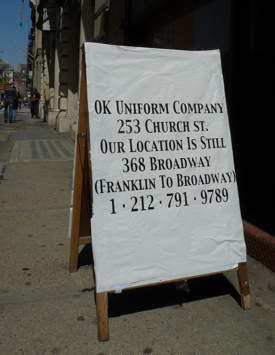 OK UNIFORM COMPANY
253 CHURCH ST.
OUR LOCATION IS STILL
368 BROADWAY
(FRANKLIN TO BROADWAY)
1 · 212 · 791 · 9789